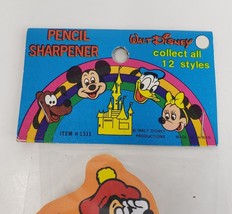 PENCIL
SHARPENER
WALT DISNEY
collect all
12 styles
ITEM # 2311
© WALT DISNEY
PRODUCTIONS